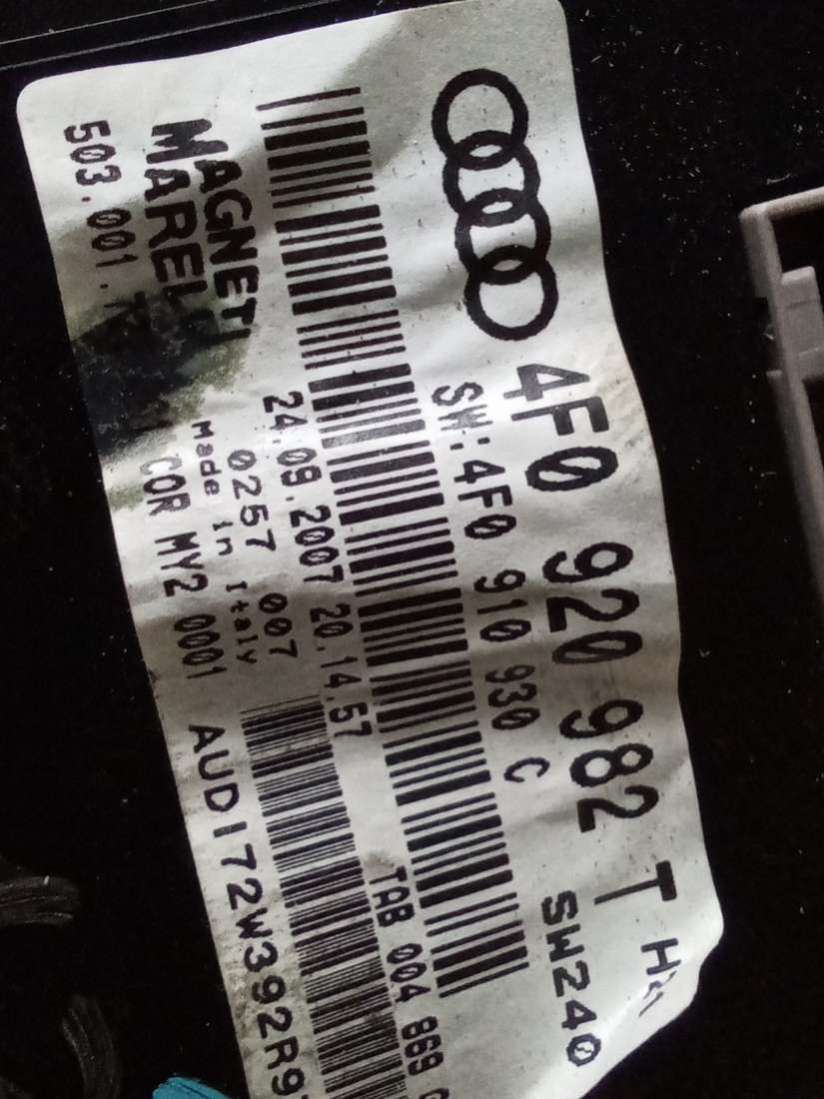 4F0 920 982 T
SW:4F0 910 930 C
SW240
24.09.2007 20.14.57
TAB 004 869
MAGNETI
MARELLI
0257 007
Made in Italy
503.001.
COR MY2 0001
AUDI72W392R9